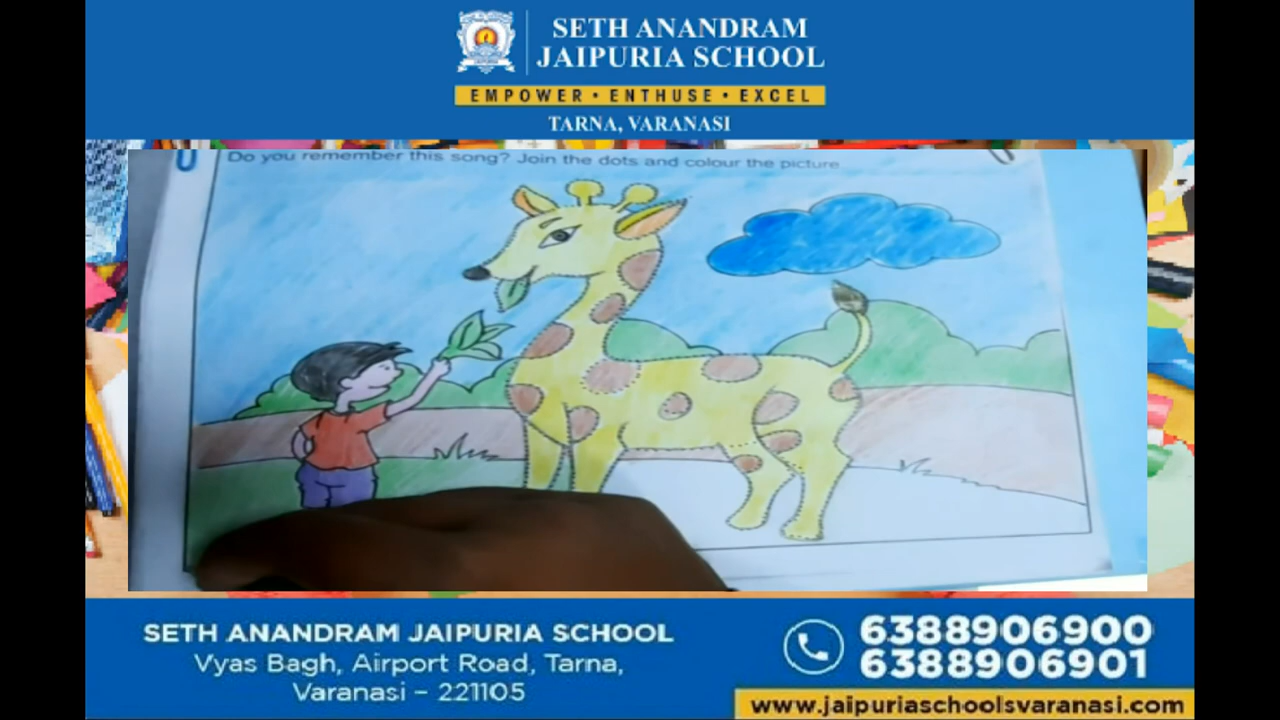 SETH ANANDRAM
JAIPURIA SCHOOL
EMPOWER • ENTHUSE • EXCEL
TARNA, VARANASI
Do you remember this song? Join the dots and colour the picture
SETH ANANDRAM JAIPURIA SCHOOL
Vyas Bagh, Airport Road, Tarna,
Varanasi – 221105
6388906900
6388906901
www.jaipuriaschoolsvaranasi.com